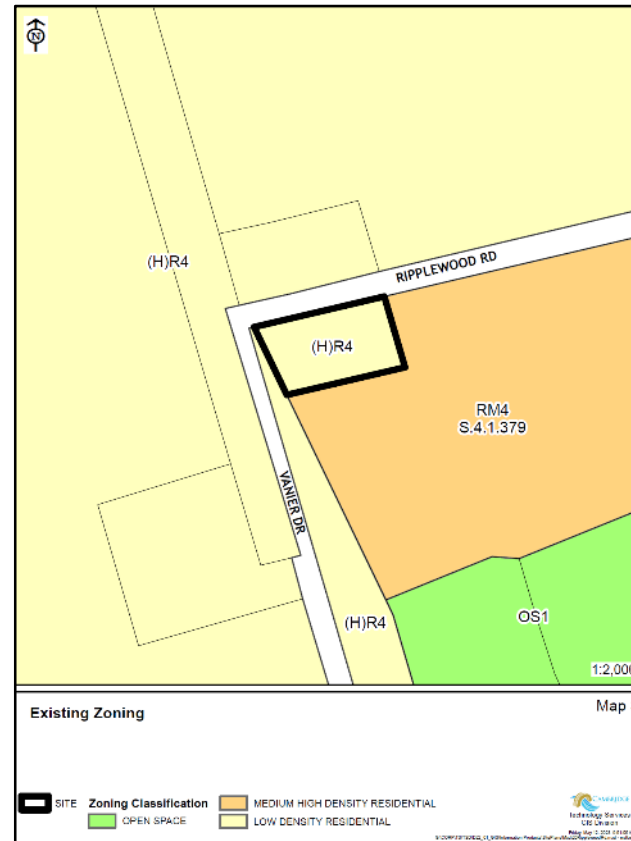 N
(H)R4
RIPPLEWOOD RD
(H)R4
RM4
S.4.1.379
VANIER DR
OS1
(H)R4
1:2,000
Existing Zoning
Map
SITE
Zoning Classification
OPEN SPACE
MEDIUM HIGH DENSITY RESIDENTIAL
LOW DENSITY RESIDENTIAL
CAMBRIDGE
Technology Services
GIS Division